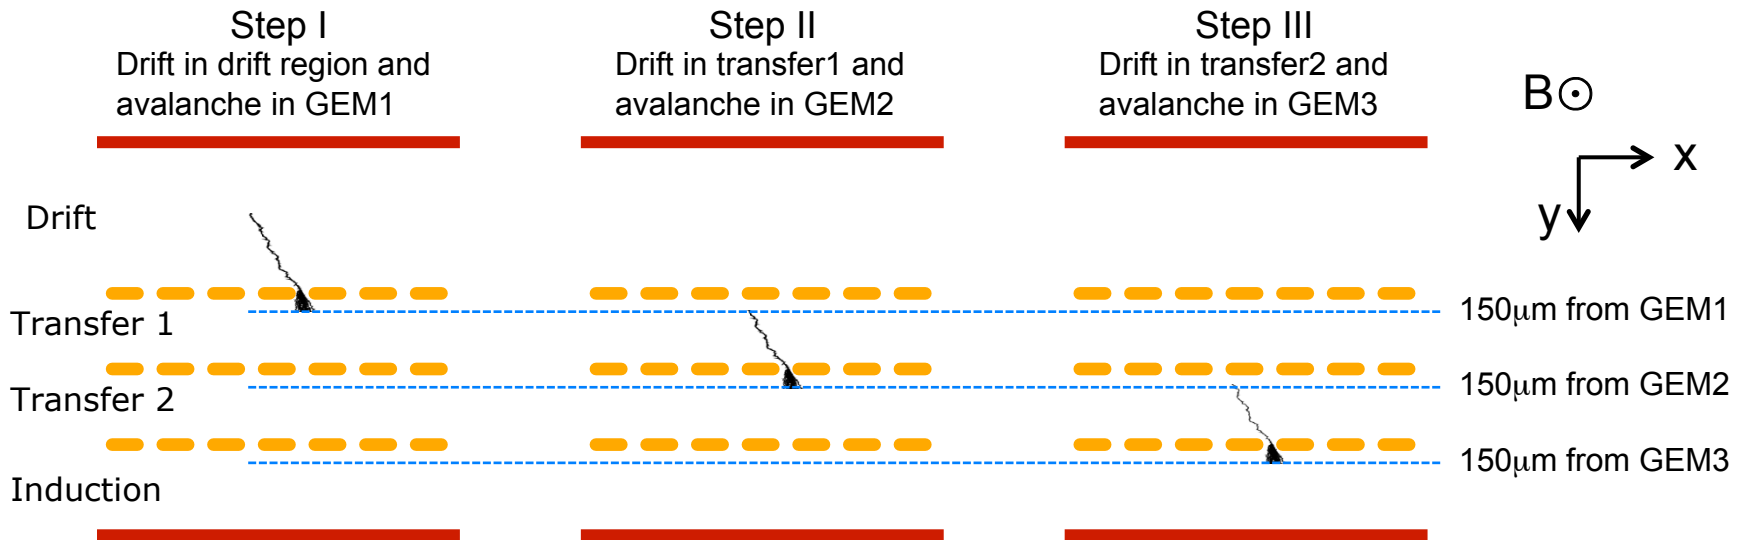 Step I
Drift in drift region and
avalanche in GEM1
Step II
Drift in transfer1 and
avalanche in GEM2
Step III
Drift in transfer2 and
avalanche in GEM3
B
x
y
Drift
Transfer 1
Transfer 2
Induction
150μm from GEM1
150μm from GEM2
150μm from GEM3